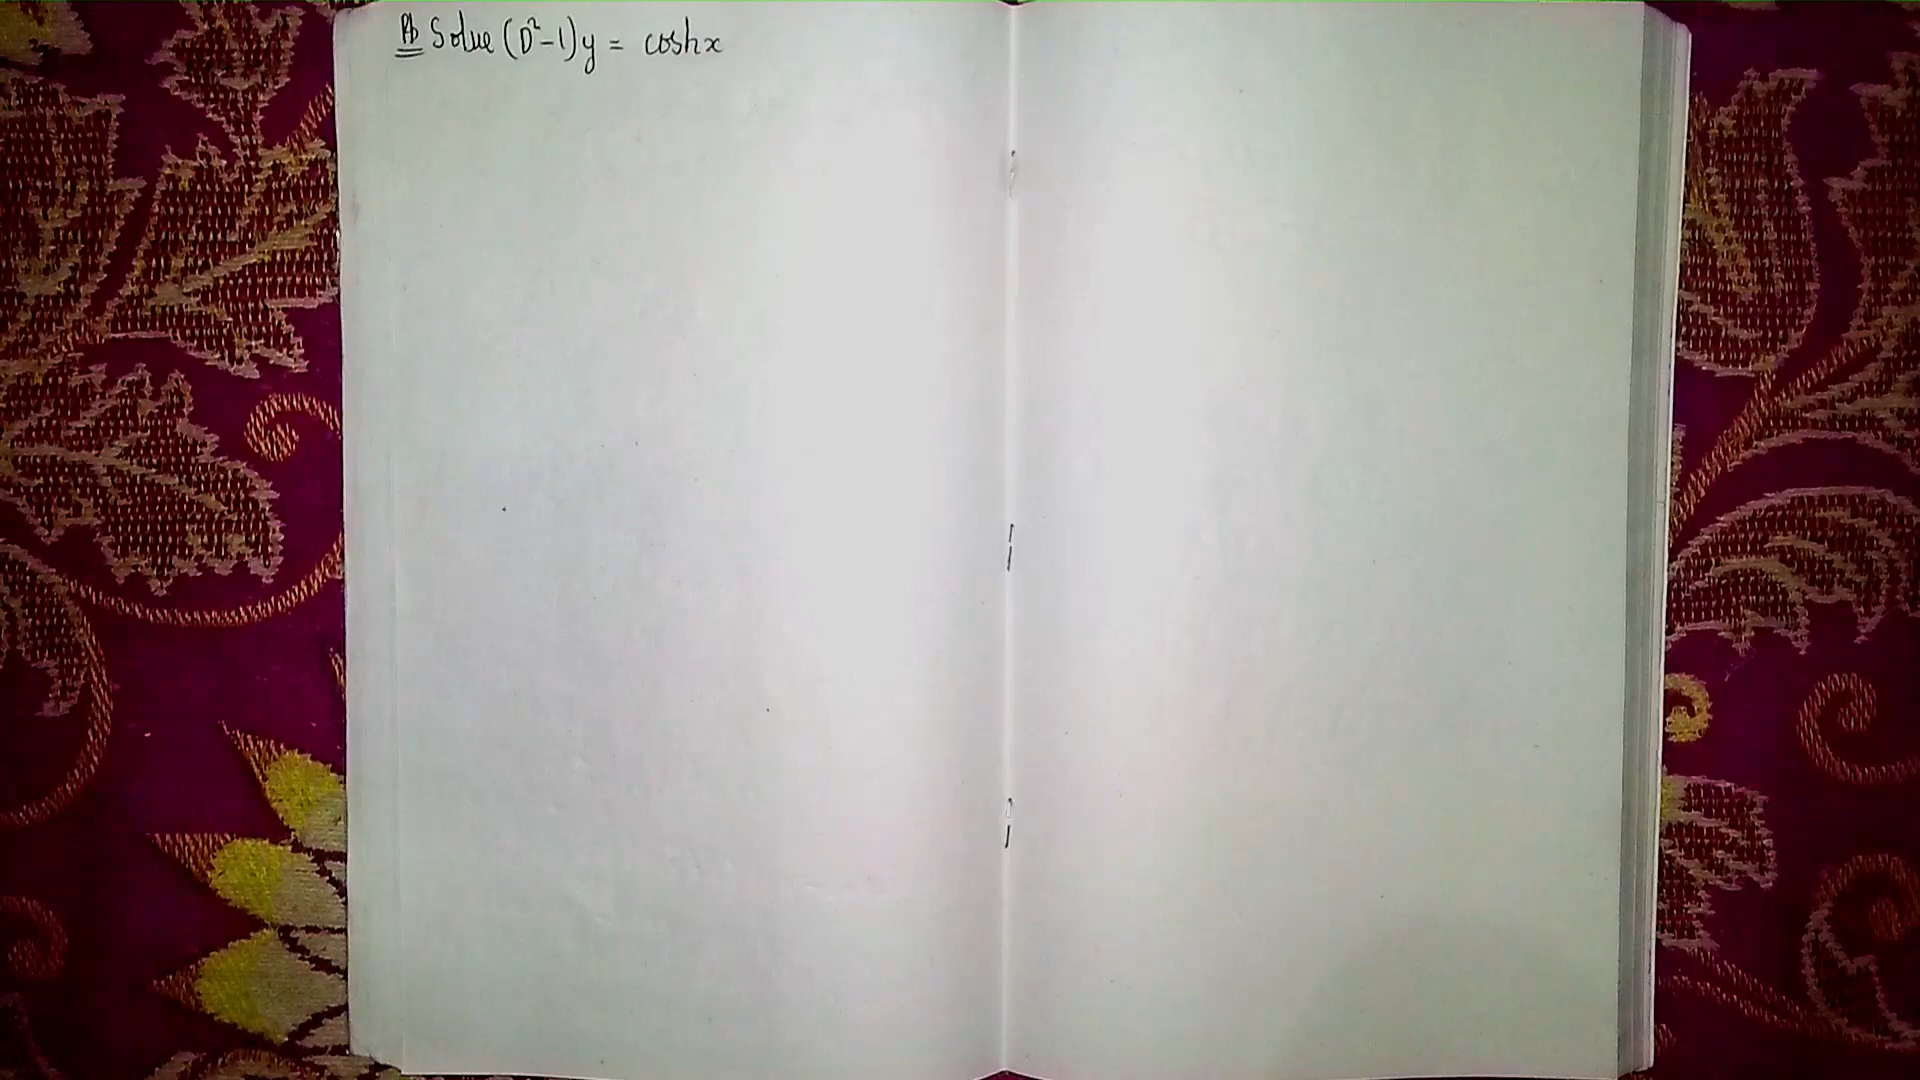 Pb Solve (D²-1)y = coshx